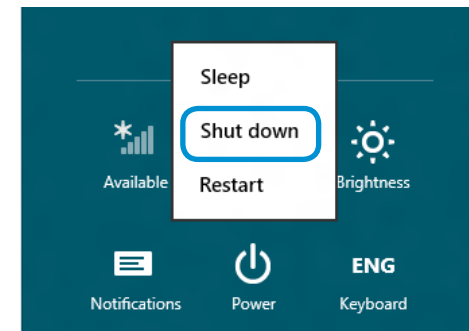 Sleep
Shut down
Restart
Available
Brightness
ENG
Notifications
Power
Keyboard